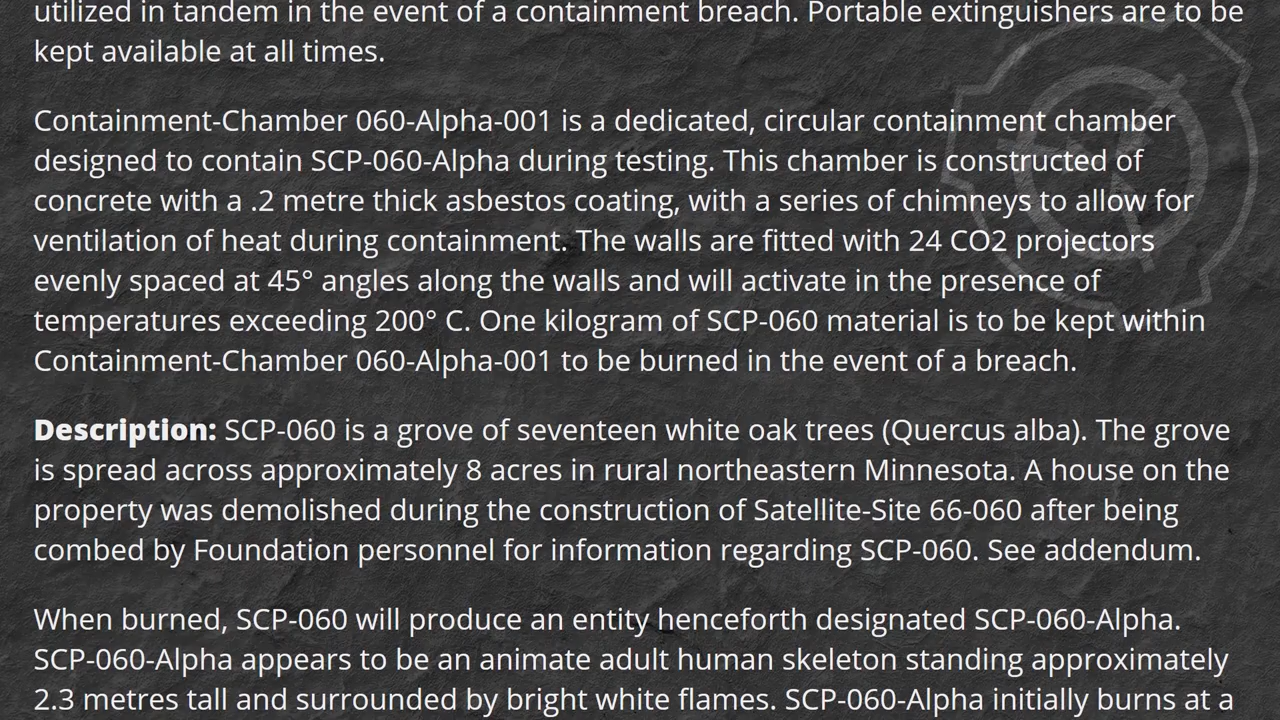 utilized in tandem in the event of a containment breach. Portable extinguishers are to be
kept available at all times.
Containment-Chamber 060-Alpha-001 is a dedicated, circular containment chamber
designed to contain SCP-060-Alpha during testing. This chamber is constructed of
concrete with a .2 metre thick asbestos coating, with a series of chimneys to allow for
ventilation of heat during containment. The walls are fitted with 24 CO2 projectors
evenly spaced at 45° angles along the walls and will activate in the presence of
temperatures exceeding 200° C. One kilogram of SCP-060 material is to be kept within
Containment-Chamber 060-Alpha-001 to be burned in the event of a breach.
Description: SCP-060 is a grove of seventeen white oak trees (Quercus alba). The grove
is spread across approximately 8 acres in rural northeastern Minnesota. A house on the
property was demolished during the construction of Satellite-Site 66-060 after being
combed by Foundation personnel for information regarding SCP-060. See addendum.
When burned, SCP-060 will produce an entity henceforth designated SCP-060-Alpha.
SCP-060-Alpha appears to be an animate adult human skeleton standing approximately
2.3 metres tall and surrounded by bright white flames. SCP-060-Alpha initially burns at a